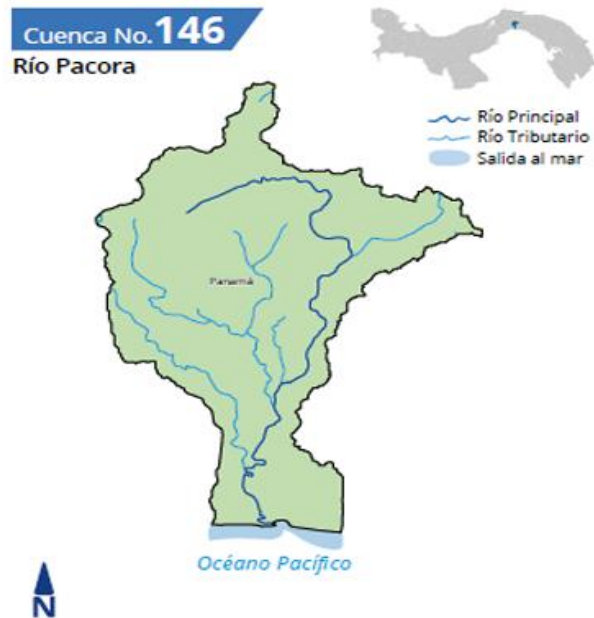 Cuenca No.146
Río Pacora
Río Principal
Río Tributario
Salida al mar
Panamá
Océano Pacífico
N